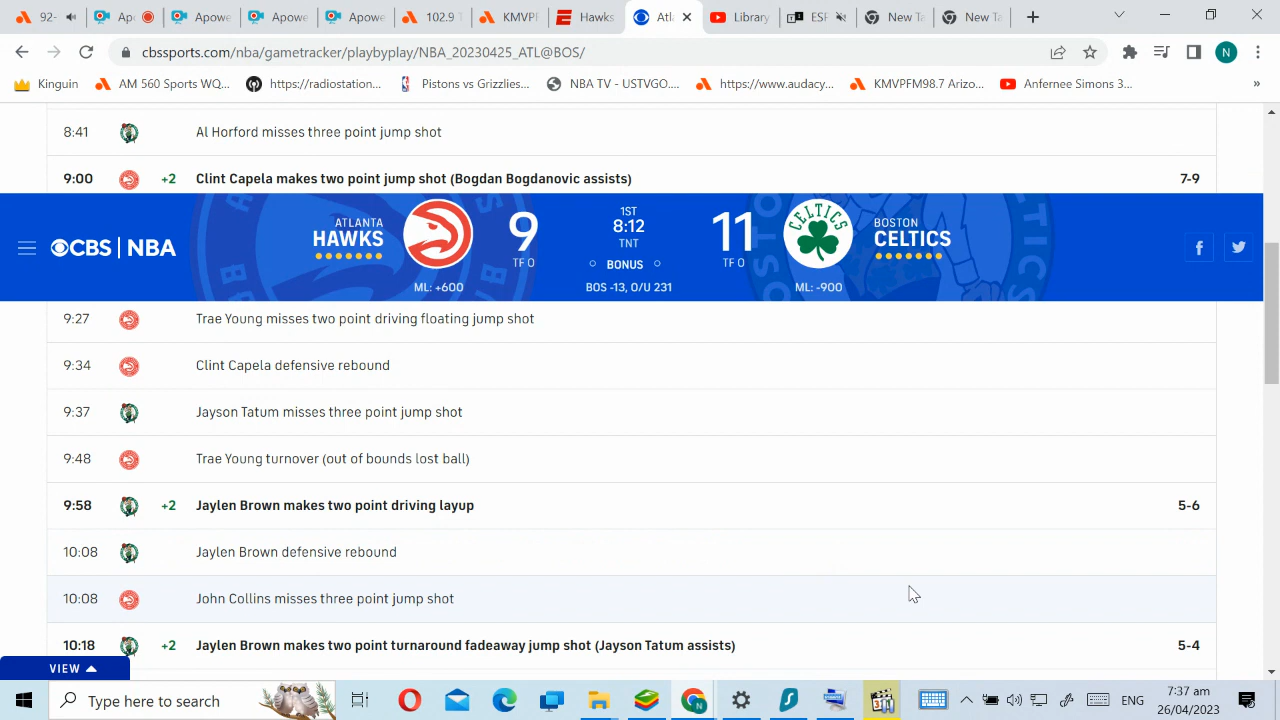 92-
Apowe
Apowe
Apowe
Apowe
102.9
KMVP
Hawks
Atl
Library
ESP
New Ta
New Ta
cbssports.com/nba/gametracker/playbyplay/NBA_20230425_ATL@BOS/
N
Kinguin
AM 560 Sports WQ...
https://radiostation...
Pistons vs Grizzlies...
NBA TV - USTVGO....
https://www.audacy...
KMVPFM98.7 Arizo...
Anfernee Simons 3...
»
8:41 Al Horford misses three point jump shot
9:00 +2 Clint Capela makes two point jump shot (Bogdan Bogdanovic assists) 7-9
CBS | NBA
ATLANTA
HAWKS
9
TF 0
ML: +600
1ST
8:12
TNT
BONUS
BOS -13, O/U 231
11
TF 0
CELTICS
BOSTON
CELTICS
ML: -900
9:27 Trae Young misses two point driving floating jump shot
9:34 Clint Capela defensive rebound
9:37 Jayson Tatum misses three point jump shot
9:48 Trae Young turnover (out of bounds lost ball)
9:58 +2 Jaylen Brown makes two point driving layup 5-6
10:08 Jaylen Brown defensive rebound
10:08 John Collins misses three point jump shot
10:18 +2 Jaylen Brown makes two point turnaround fadeaway jump shot (Jayson Tatum assists) 5-4
VIEW
Type here to search
ENG
7:37 am
26/04/2023